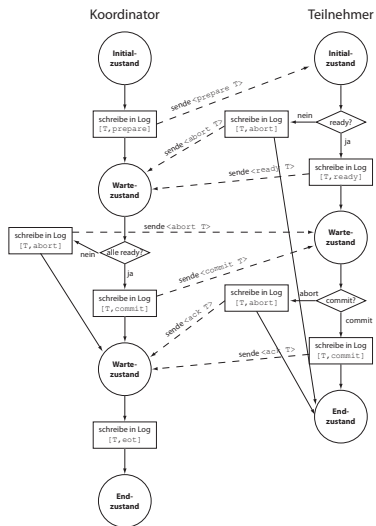 Koordinator
Teilnehmer
Initial-
zustand
Initial-
zustand
sende <prepare T>
schreibe in Log
[T,prepare]
schreibe in Log
[T,abort]
nein
ready?
sende <abort T>
ja
sende <ready T>
schreibe in Log
[T,ready]
Warte-
zustand
Warte-
zustand
sende <abort T>
schreibe in Log
[T,abort]
nein
alle ready?
ja
sende <commit T>
schreibe in Log
[T,commit]
schreibe in Log
[T,abort]
abort
commit?
commit
sende <ack T>
schreibe in Log
[T,commit]
sende <ack T>
Warte-
zustand
End-
zustand
schreibe in Log
[T,eot]
End-
zustand